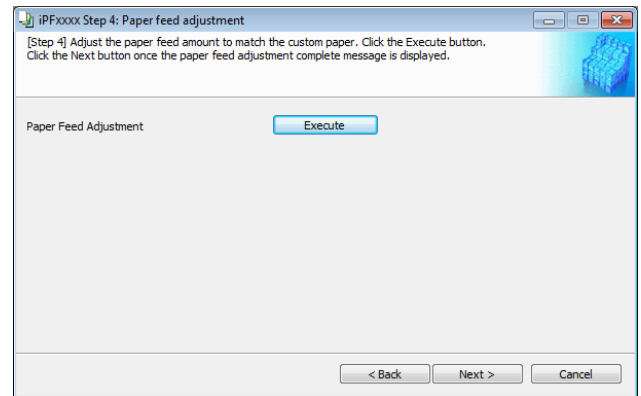 iPFxxxx Step 4: Paper feed adjustment
[Step 4] Adjust the paper feed amount to match the custom paper. Click the Execute button.
Click the Next button once the paper feed adjustment complete message is displayed.
Paper Feed Adjustment Execute
< Back Next > Cancel